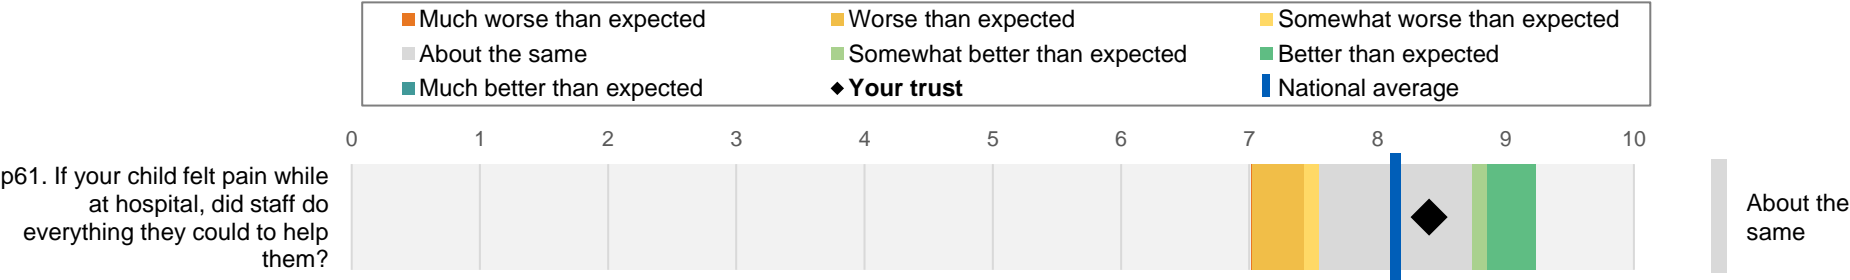 Much worse than expected
Worse than expected
Somewhat worse than expected
About the same
Somewhat better than expected
Better than expected
Much better than expected
Your trust
National average
0 1 2 3 4 5 6 7 8 9 10
p61. If your child felt pain while
at hospital, did staff do
everything they could to help
them?
About the
same